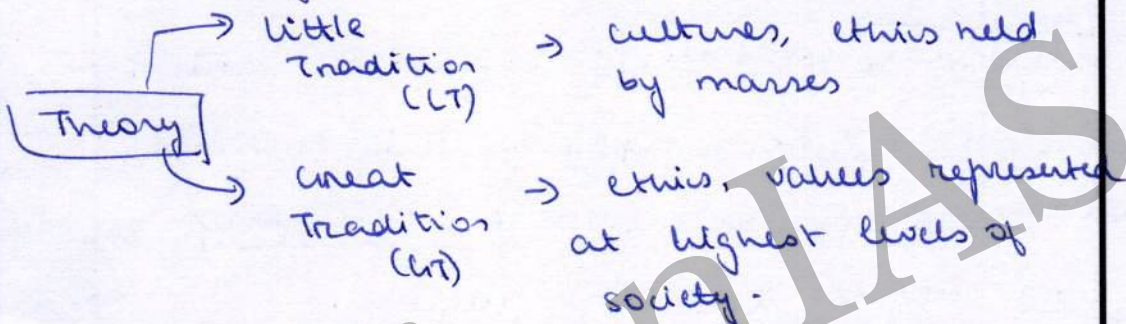 Little → cultures, ethics held
Tradition by masses
(LT)
Theory
Great → ethics, values represented
Tradition at highest levels of
(GT) society.
nIAS